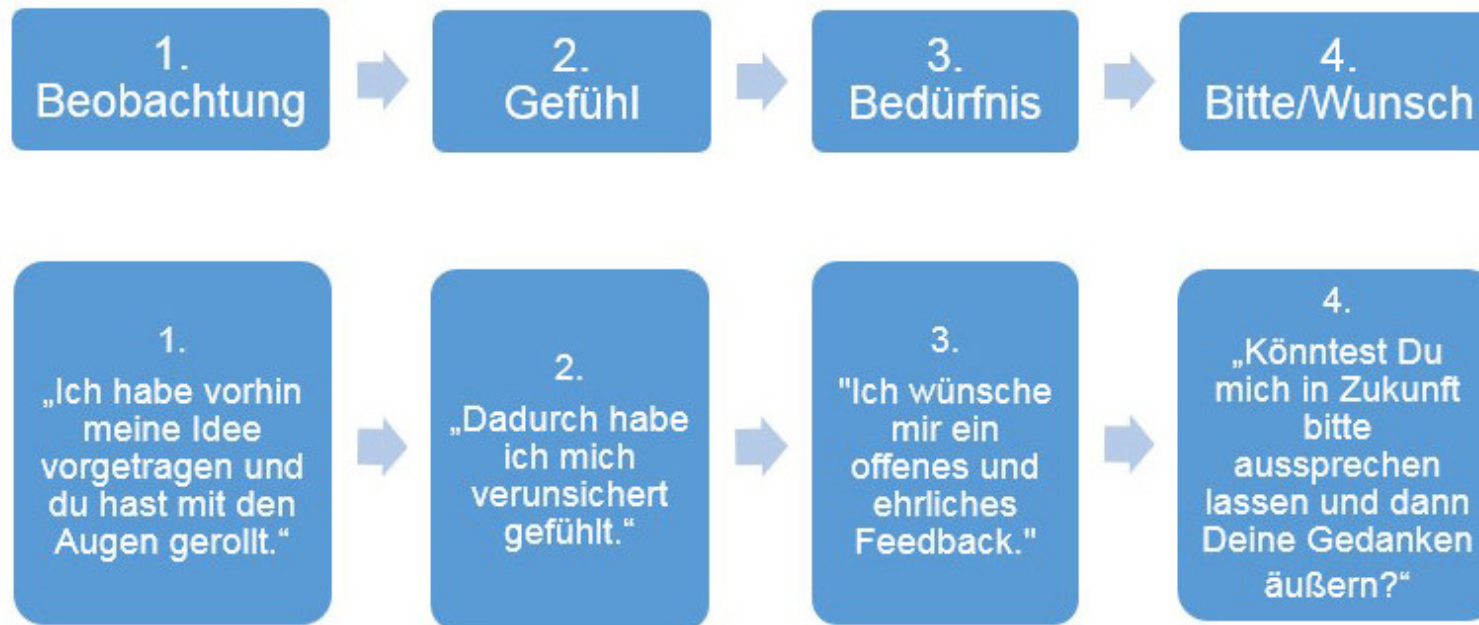 1.
Beobachtung
2.
Gefühl
3.
Bedürfnis
4.
Bitte/Wunsch
1.
„Ich habe vorhin
meine Idee
vorgetragen und
du hast mit den
Augen gerollt.“
2.
„Dadurch habe
ich mich
verunsichert
gefühlt.“
3.
"Ich wünsche
mir ein
offenes und
ehrliches
Feedback."
4.
„Könntest Du
mich in Zukunft
bitte
aussprechen
lassen und dann
Deine Gedanken
äußern?“